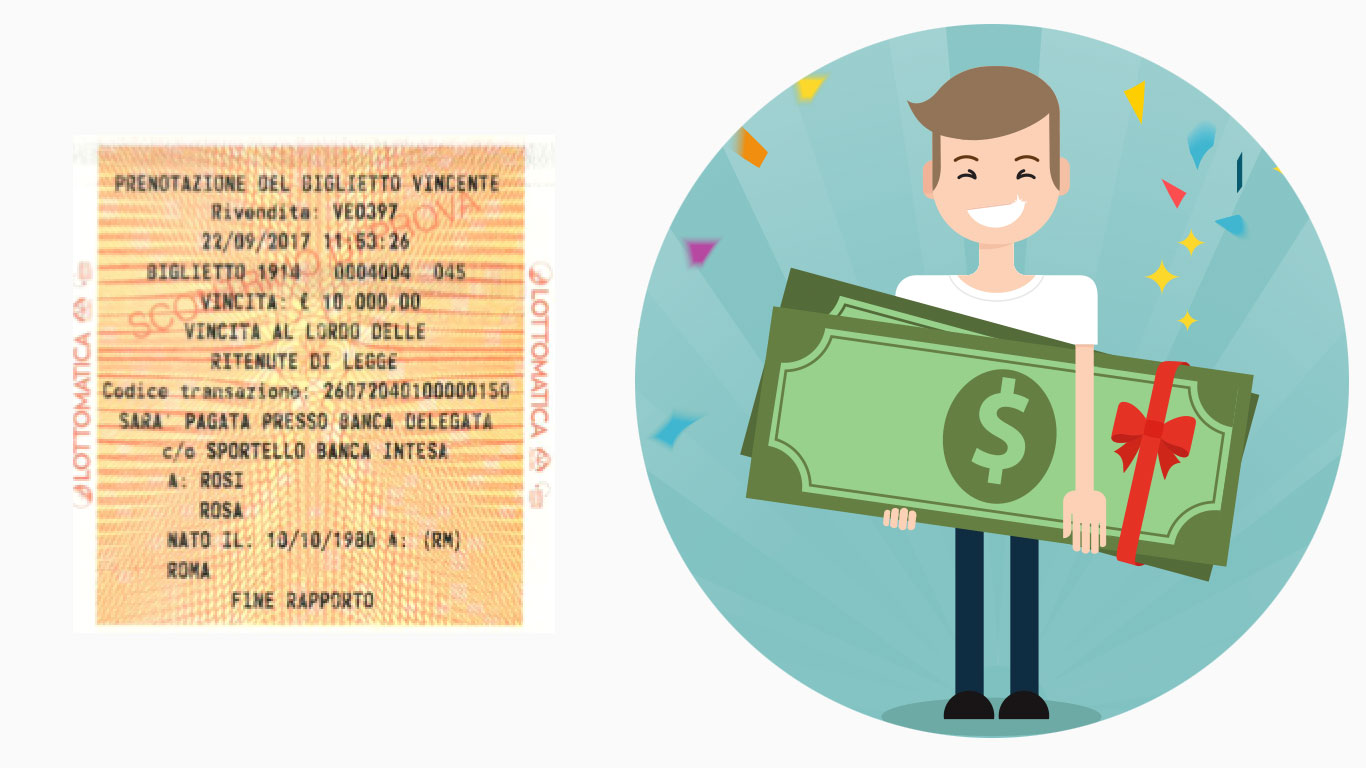 PRENOTAZIONE DEL BIGLIETTO VINCENTE
Rivendita: VE0397
22/09/2017 11:53:26
BIGLIETTO 1914 0004004 045
VINCITA: € 10.000,00
VINCITA AL LORDO DELLE
RITENUTE DI LEGGE
Codice transazione: 26072040100000150
SARA' PAGATA PRESSO BANCA DELEGATA
c/o SPORTELLO BANCA INTESA
A: ROSI
ROSA
NATO IL: 10/10/1980 A: (RM)
ROMA
FINE RAPPORTO
LOTTOMATICA
LOTTOMATICA
$